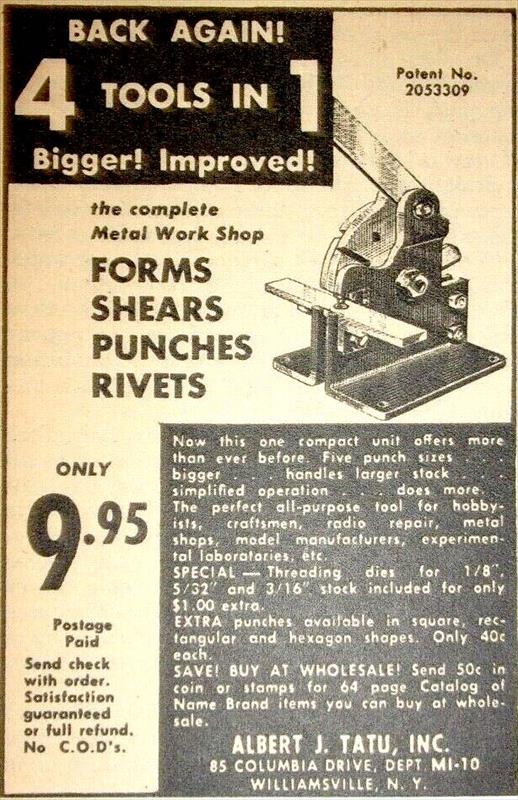 BACK AGAIN!
4 TOOLS IN 1
Bigger! Improved!
Patent No.
2053309
the complete
Metal Work Shop
FORMS
SHEARS
PUNCHES
RIVETS
ONLY
9.95
Postage
Paid
Send check
with order.
Satisfaction
guaranteed
or full refund.
No C.O.D's.
Now this one compact unit offers more
than ever before. Five punch sizes . . .
bigger . . . handles larger stock . . .
simplified operation . . . does more.
The perfect all-purpose tool for hobby-
ists, craftsmen, radio repair, metal
shops, model manufacturers, experimen-
tal laboratories, etc.
SPECIAL — Threading dies for 1/8",
5/32" and 3/16" stock included for only
$1.00 extra.
EXTRA punches available in square, rec-
tangular and hexagon shapes. Only 40c
each.
SAVE! BUY AT WHOLESALE! Send 50c in
coin or stamps for 64 page Catalog of
Name Brand items you can buy at whole-
sale.
ALBERT J. TATU, INC.
85 COLUMBIA DRIVE, DEPT. MI-10
WILLIAMSVILLE, N. Y.